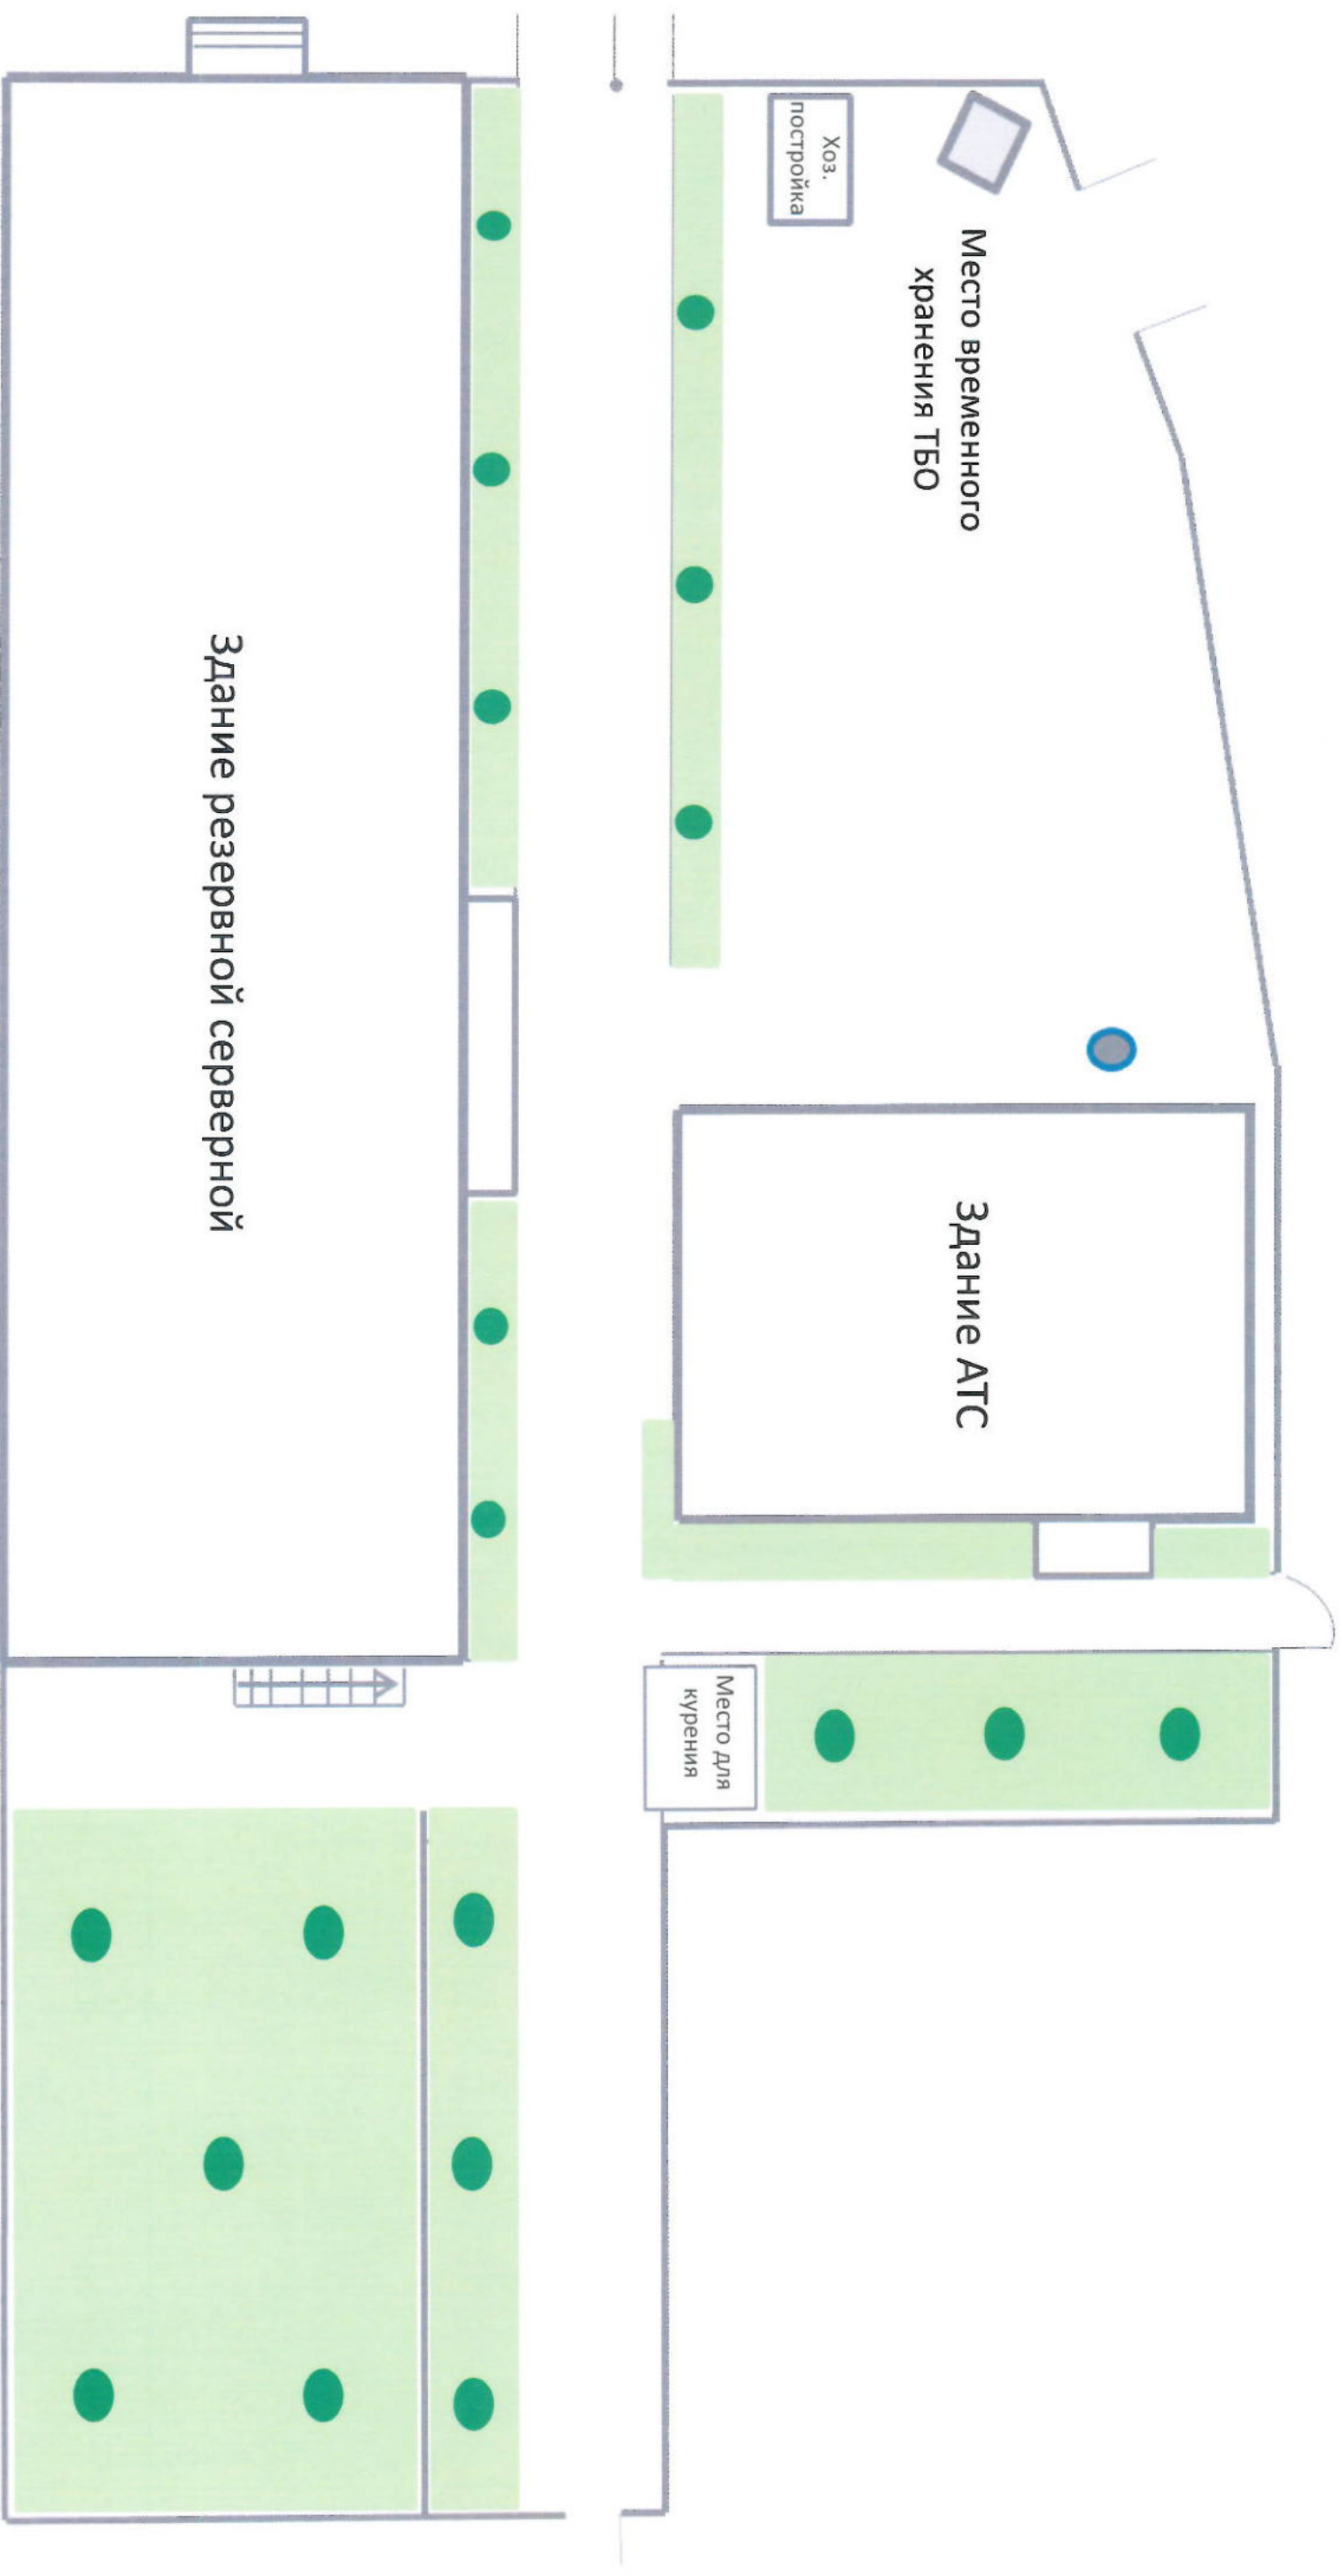 Место временного
хранения ТБО
Хоз.
постройка
Здание АТС
Здание резервной серверной
Место для
курения